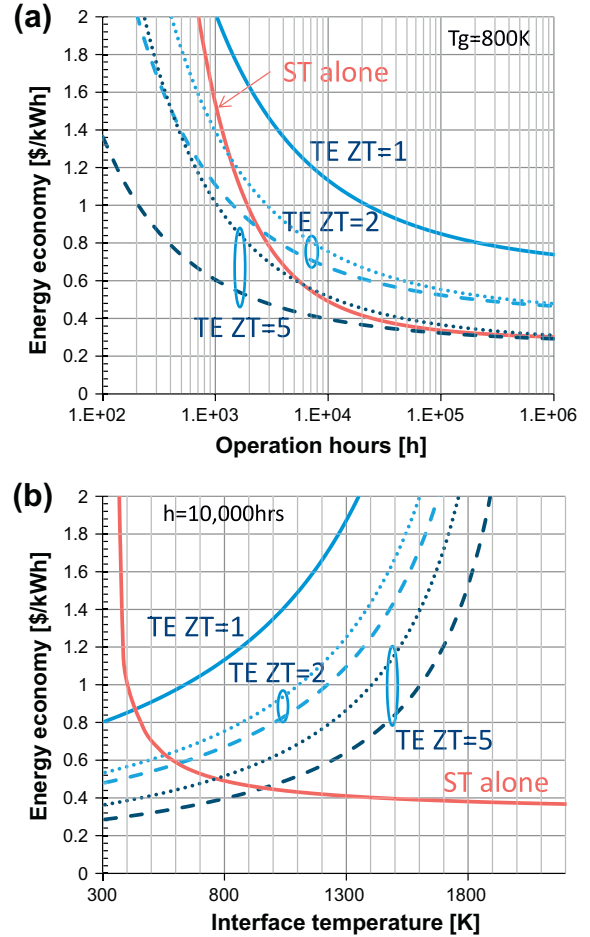 (a)
2
1.8
1.6
1.4
1.2
1
0.8
0.6
0.4
0.2
0
Energy economy [$/kWh]
Tg=800K
ST alone
TE ZT=1
TE ZT=2
TE ZT=5
1.E+02 1.E+03 1.E+04 1.E+05 1.E+06
Operation hours [h]
(b)
2
1.8
1.6
1.4
1.2
1
0.8
0.6
0.4
0.2
0
Energy economy [$/kWh]
h=10,000hrs
TE ZT=1
TE ZT=2
TE ZT=5
ST alone
300 800 1300 1800
Interface temperature [K]